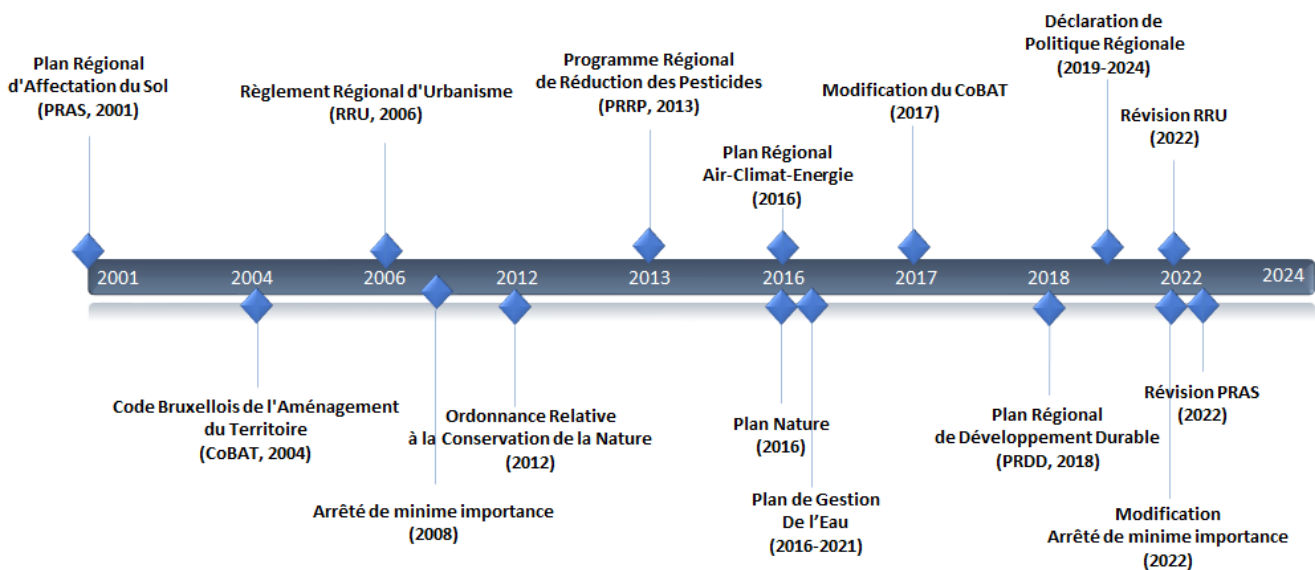 Plan Régional
d'Affectation du Sol
(PRAS, 2001)
Règlement Régional d'Urbanisme
(RRU, 2006)
Programme Régional
de Réduction des Pesticides
(PRRP, 2013)
Plan Régional
Air-Climat-Energie
(2016)
Modification du CoBAT
(2017)
Déclaration de
Politique Régionale
(2019-2024)
Révision RRU
(2022)
2001 2004 2006 2012 2013 2016 2017 2018 2022 2024
Code Bruxellois de l'Aménagement
du Territoire
(CoBAT, 2004)
Arrêté de minime importance
(2008)
Ordonnance Relative
à la Conservation de la Nature
(2012)
Plan Nature
(2016)
Plan de Gestion
De l’Eau
(2016-2021)
Plan Régional
de Développement Durable
(PRDD, 2018)
Modification
Arrêté de minime importance
(2022)
Révision PRAS
(2022)